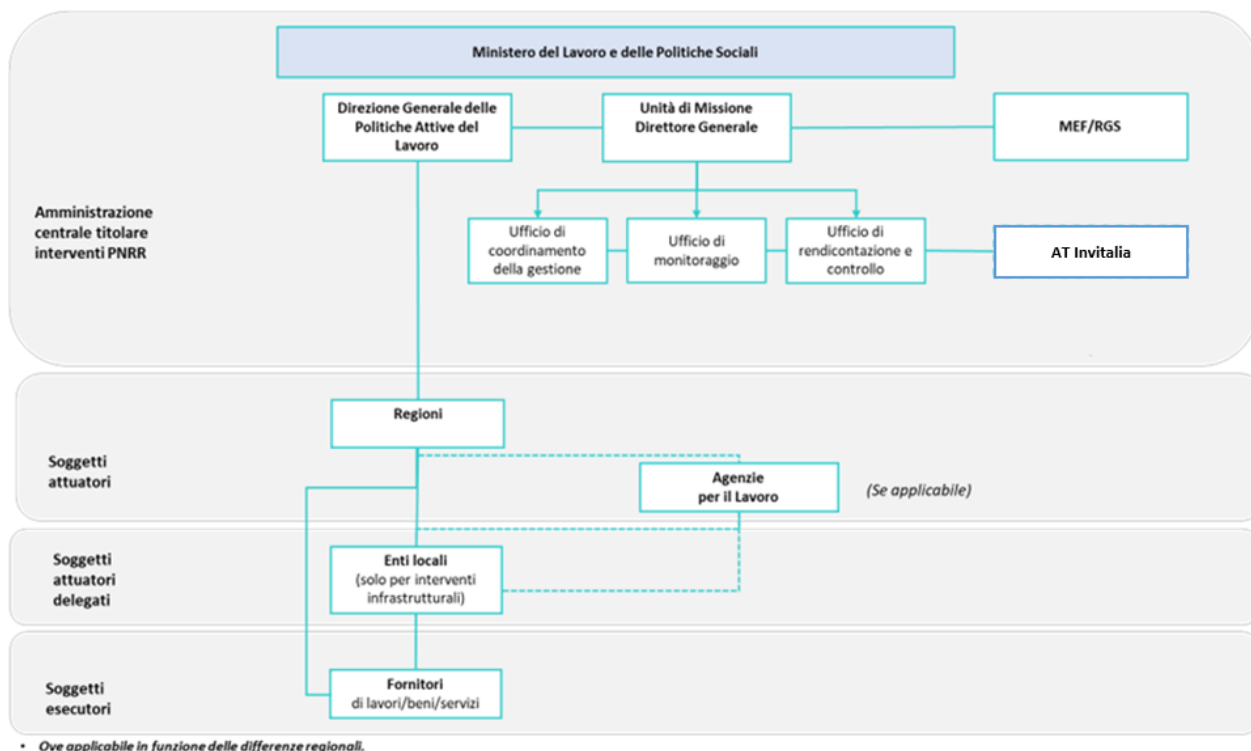 Ministero del Lavoro e delle Politiche Sociali
Direzione Generale delle
Politiche Attive del
Lavoro
Unità di Missione
Direttore Generale
MEF/RGS
Amministrazione
centrale titolare
interventi PNRR
Ufficio di
coordinamento
della gestione
Ufficio di
monitoraggio
Ufficio di
rendicontazione e
controllo
AT Invitalia
Regioni
Soggetti
attuatori
Agenzie
per il Lavoro
(Se applicabile)
Soggetti
attuatori
delegati
Enti locali
(solo per interventi
infrastrutturali)
Soggetti
esecutori
Fornitori
di lavori/beni/servizi
• Ove applicabile in funzione delle differenze regionali.